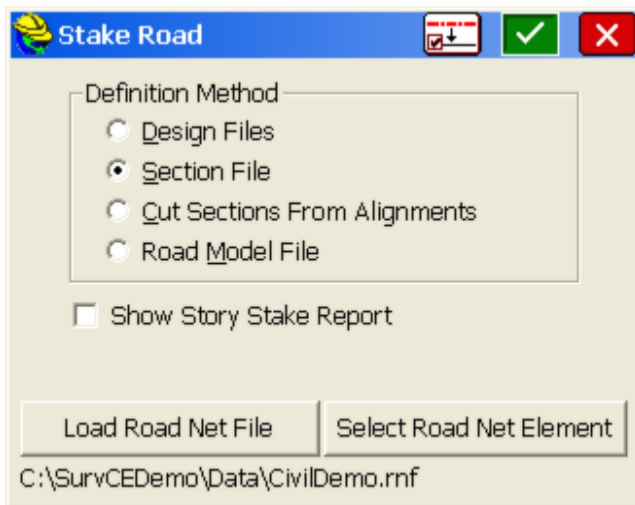 Stake Road
Definition Method
Design Files
Section File
Cut Sections From Alignments
Road Model File
Show Story Stake Report
Load Road Net File
Select Road Net Element
C:\SurvCEDemo\Data\CivilDemo.rnf